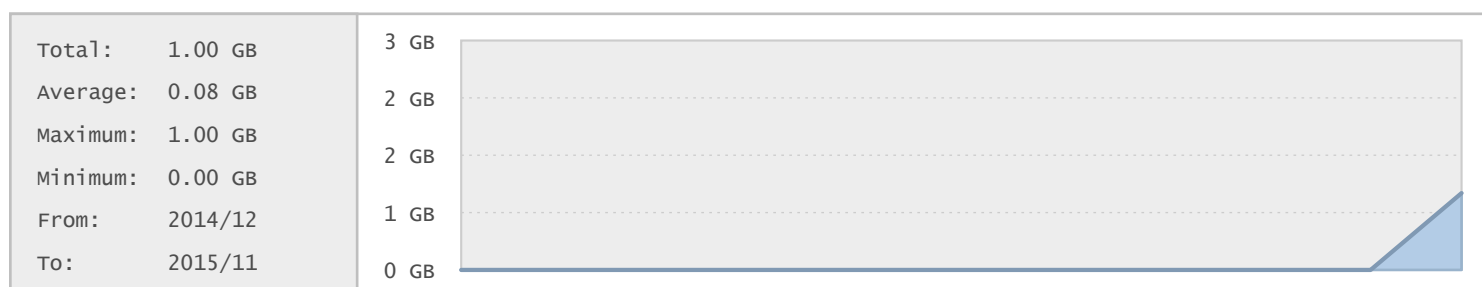 Total: 1.00 GB
Average: 0.08 GB
Maximum: 1.00 GB
Minimum: 0.00 GB
From: 2014/12
To: 2015/11
3 GB
2 GB
2 GB
1 GB
0 GB